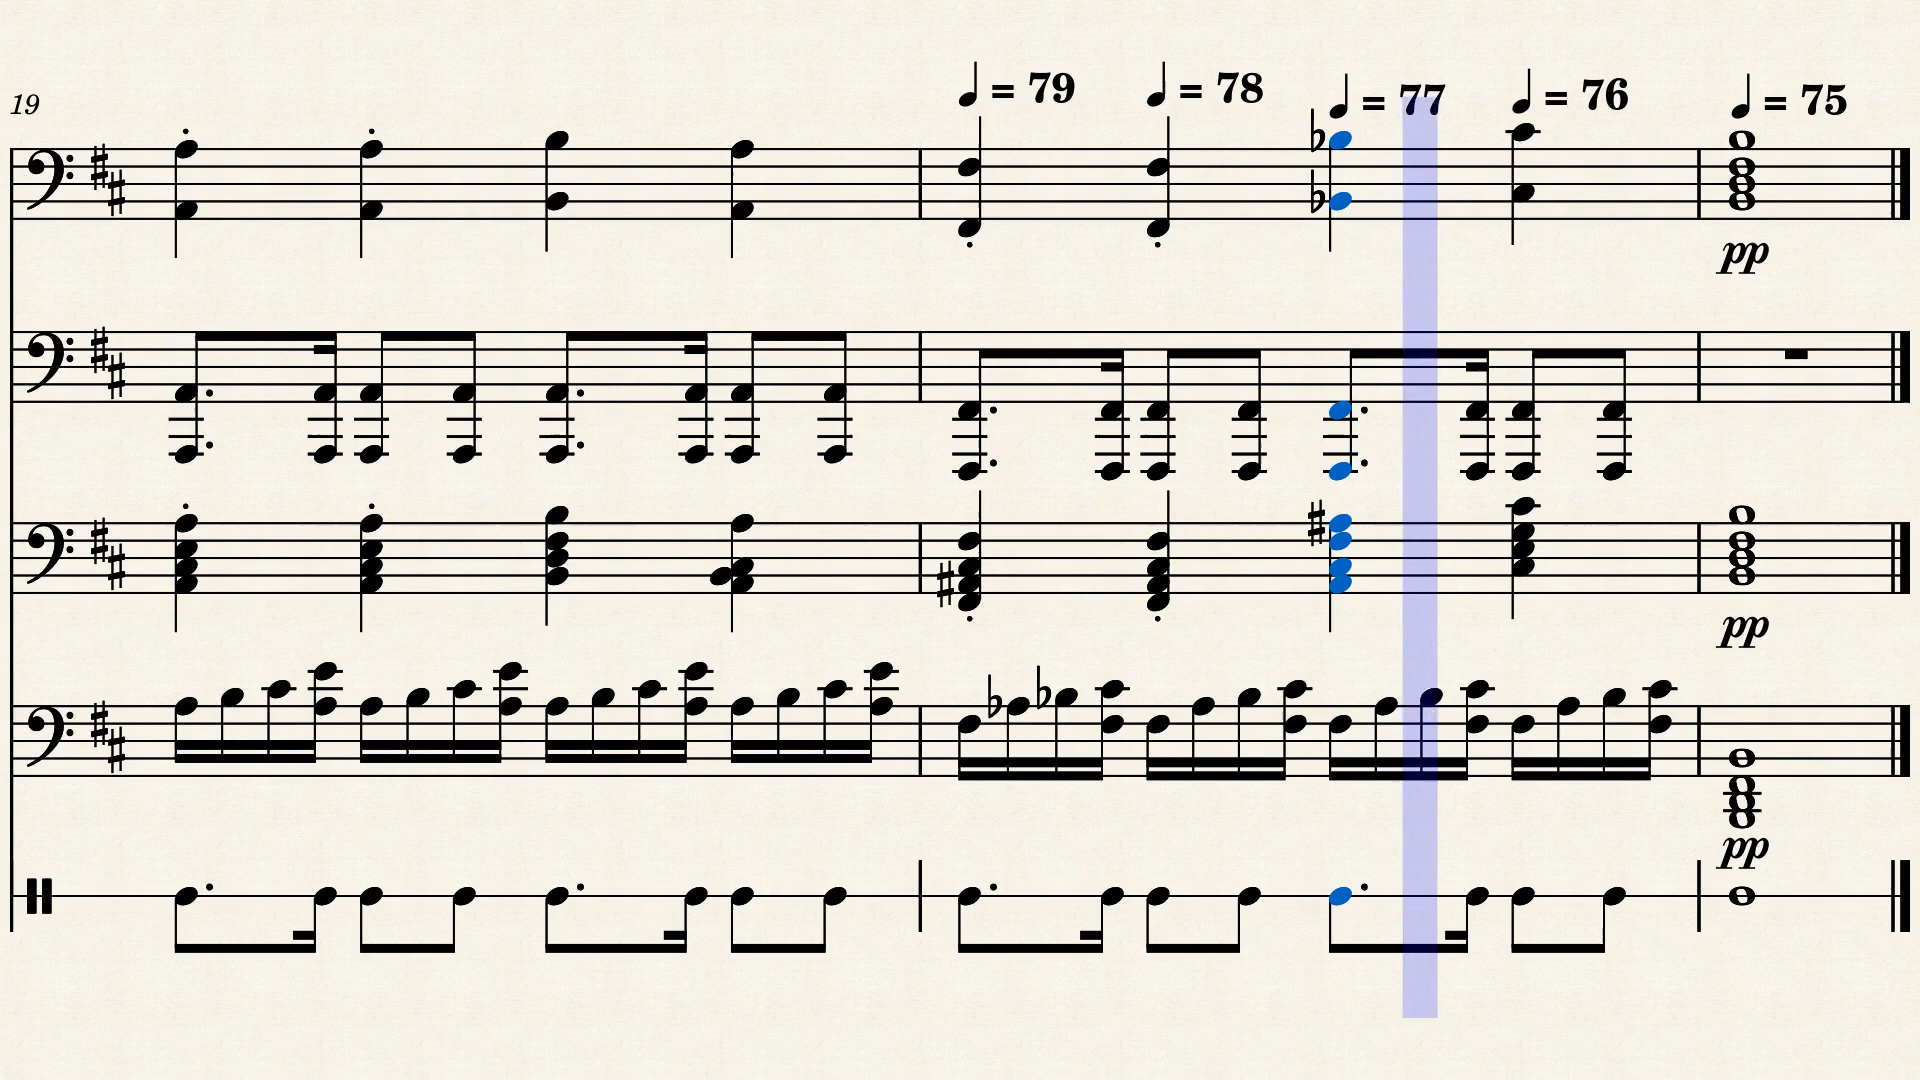 19
= 79 = 78 = 77 = 76 = 75
pp
pp
pp